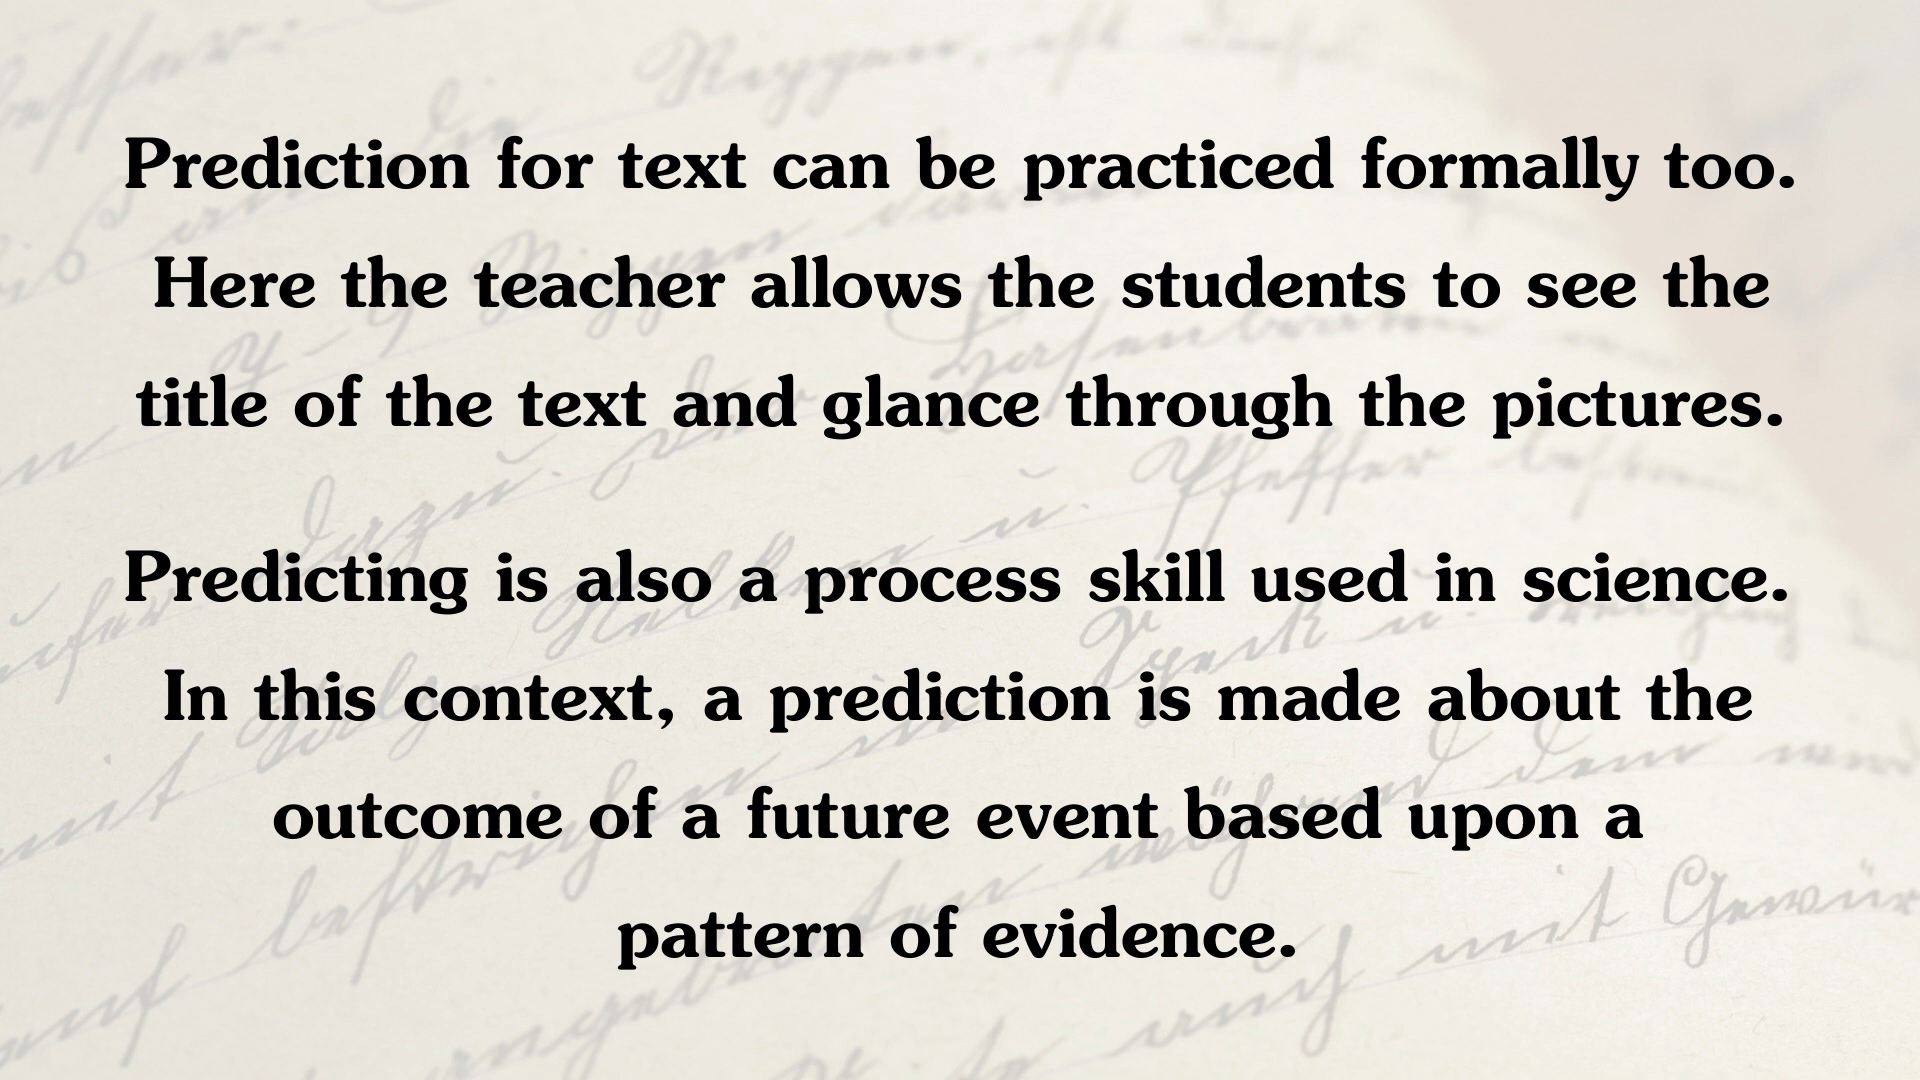 Prediction for text can be practiced formally too.
Here the teacher allows the students to see the
title of the text and glance through the pictures.
Predicting is also a process skill used in science.
In this context, a prediction is made about the
outcome of a future event based upon a
pattern of evidence.